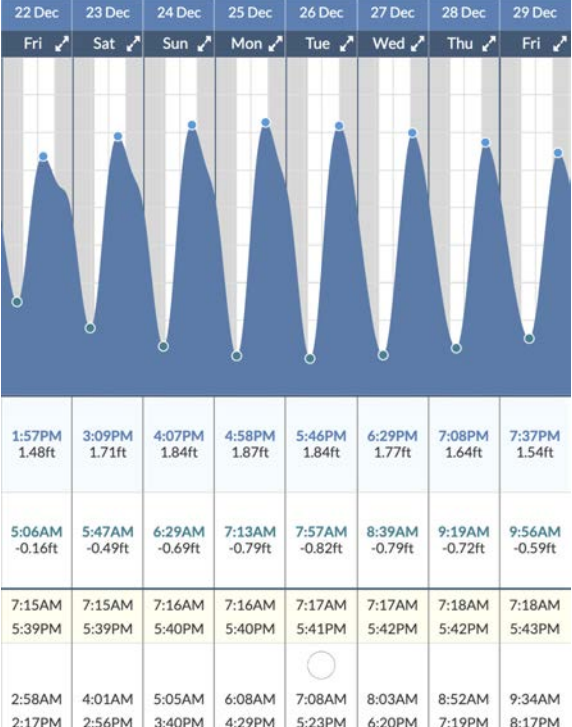 22 Dec 23 Dec 24 Dec 25 Dec 26 Dec 27 Dec 28 Dec 29 Dec
Fri Sat Sun Mon Tue Wed Thu Fri
1:57PM 3:09PM 4:07PM 4:58PM 5:46PM 6:29PM 7:08PM 7:37PM
1.48ft 1.71ft 1.84ft 1.87ft 1.84ft 1.77ft 1.64ft 1.54ft
5:06AM 5:47AM 6:29AM 7:13AM 7:57AM 8:39AM 9:19AM 9:56AM
-0.16ft -0.49ft -0.69ft -0.79ft -0.82ft -0.79ft -0.72ft -0.59ft
7:15AM 7:15AM 7:16AM 7:16AM 7:17AM 7:17AM 7:18AM 7:18AM
5:39PM 5:39PM 5:40PM 5:40PM 5:41PM 5:42PM 5:42PM 5:43PM
2:58AM 4:01AM 5:05AM 6:08AM 7:08AM 8:03AM 8:52AM 9:34AM
2:17PM 2:56PM 3:40PM 4:29PM 5:23PM 6:20PM 7:19PM 8:17PM